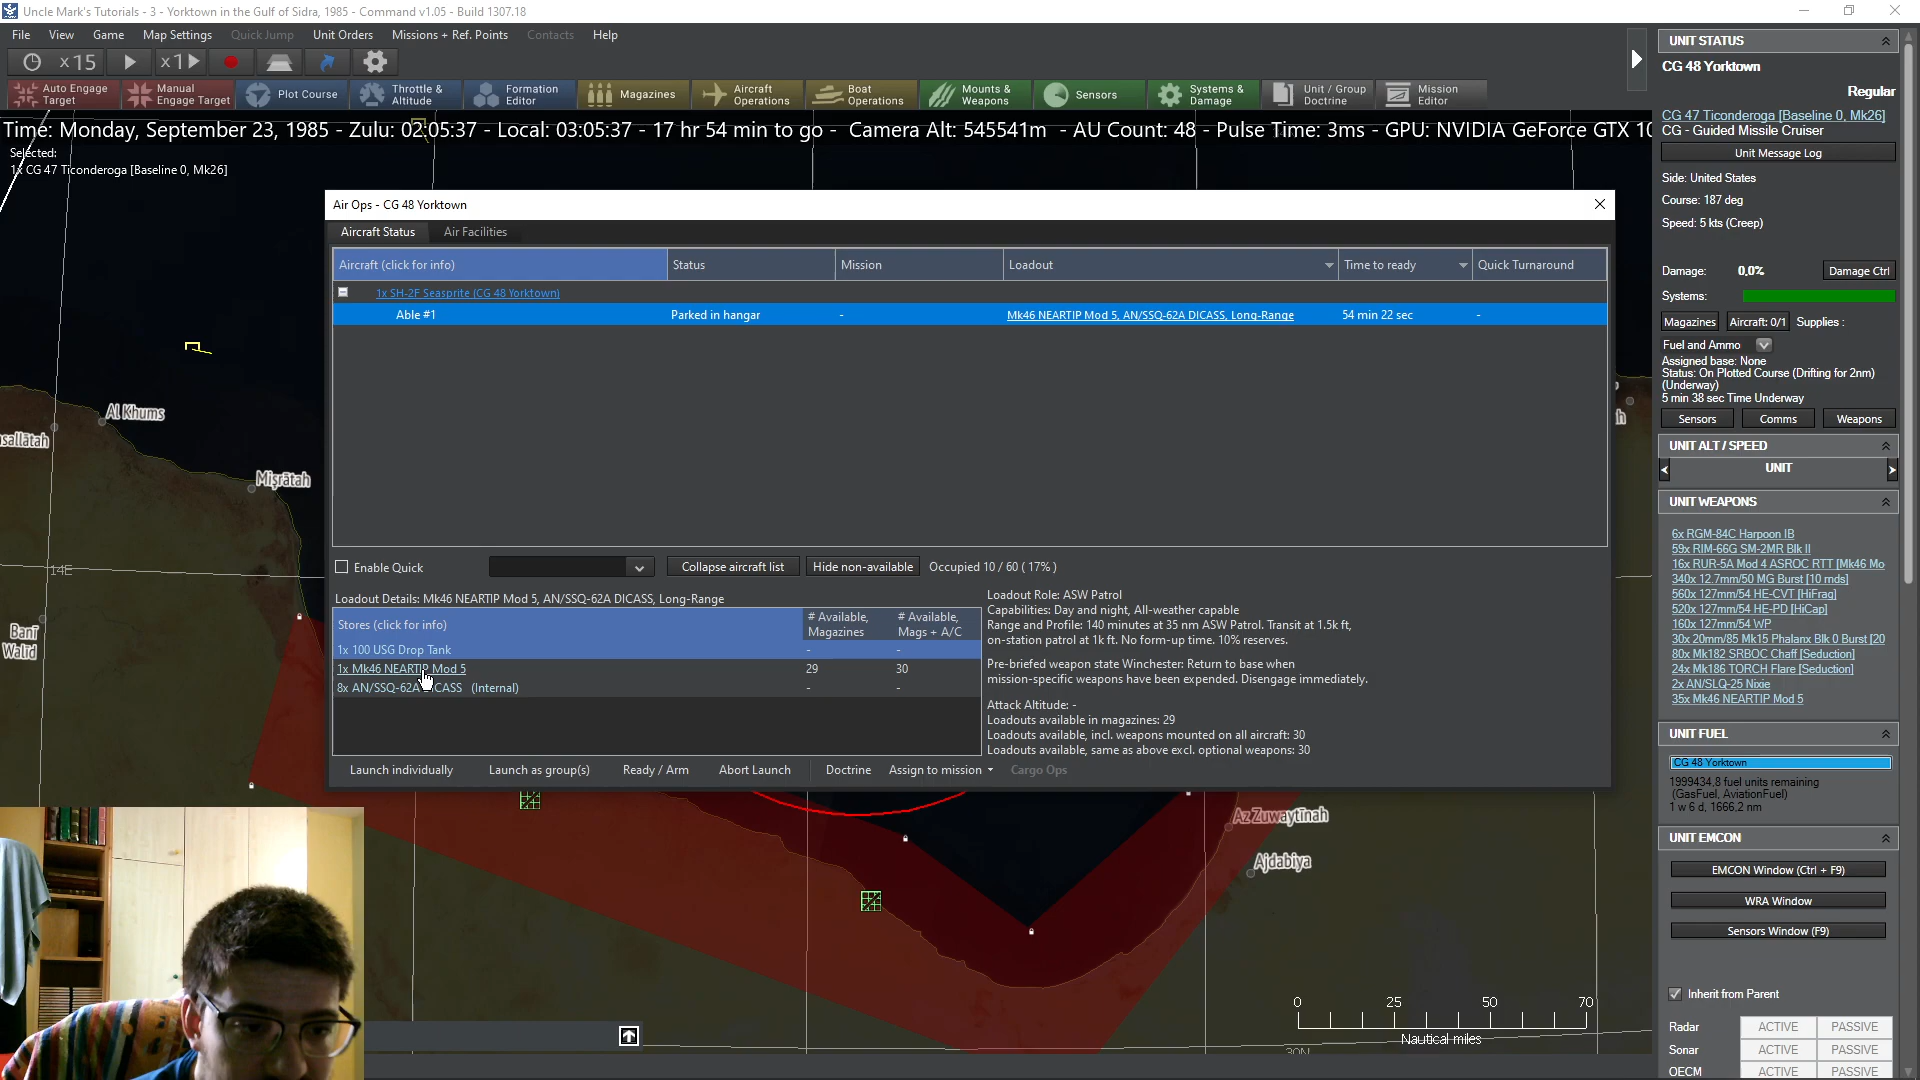 Uncle Mark's Tutorials - 3 - Yorktown in the Gulf of Sidra, 1985 - Command v1.05 - Build 1307.18
File View Game Map Settings Quick Jump Unit Orders Missions + Ref. Points Contacts Help
x 15 x1
Auto Engage Target
Manual Engage Target
Plot Course
Throttle & Altitude
Formation Editor
Magazines
Aircraft Operations
Boat Operations
Mounts & Weapons
Sensors
Systems & Damage
Unit / Group Doctrine
Mission Editor
Time: Monday, September 23, 1985 - Zulu: 02:05:37 - Local: 03:05:37 - 17 hr 54 min to go - Camera Alt: 545541m - AU Count: 48 - Pulse Time: 3ms - GPU: NVIDIA GeForce GTX 10
Selected:
1x CG 47 Ticonderoga [Baseline 0, Mk26]
Al Khums
Mişrātah
14E
Banī
Walīd
Air Ops - CG 48 Yorktown
Aircraft Status Air Facilities
Aircraft (click for info) Status Mission Loadout Time to ready Quick Turnaround
1x SH-2F Seasprite (CG 48 Yorktown)
Able #1 Parked in hangar - Mk46 NEARTIP Mod 5, AN/SSQ-62A DICASS, Long-Range 54 min 22 sec -
Enable Quick Collapse aircraft list Hide non-available Occupied 10 / 60 ( 17% )
Loadout Details: Mk46 NEARTIP Mod 5, AN/SSQ-62A DICASS, Long-Range
Stores (click for info) # Available, Magazines # Available, Mags + A/C
1x 100 USG Drop Tank - -
1x Mk46 NEARTIP Mod 5 29 30
8x AN/SSQ-62A DICASS (Internal) - -
Loadout Role: ASW Patrol
Capabilities: Day and night, All-weather capable
Range and Profile: 140 minutes at 35 nm ASW Patrol. Transit at 1.5k ft,
on-station patrol at 1k ft. No form-up time. 10% reserves.
Pre-briefed weapon state Winchester: Return to base when
mission-specific weapons have been expended. Disengage immediately.
Attack Altitude: -
Loadouts available in magazines: 29
Loadouts available, incl. weapons mounted on all aircraft: 30
Loadouts available, same as above excl. optional weapons: 30
Launch individually Launch as group(s) Ready / Arm Abort Launch Doctrine Assign to mission Cargo Ops
Az Zuwaytīnah
Ajdabiya
0 25 50 70
Nautical miles
30N
UNIT STATUS
CG 48 Yorktown
Regular
CG 47 Ticonderoga [Baseline 0, Mk26]
CG - Guided Missile Cruiser
Unit Message Log
Side: United States
Course: 187 deg
Speed: 5 kts (Creep)
Damage: 0,0% Damage Ctrl
Systems:
Magazines Aircraft: 0/1 Supplies :
Fuel and Ammo
Assigned base: None
Status: On Plotted Course (Drifting for 2nm)
(Underway)
5 min 38 sec Time Underway
Sensors Comms Weapons
UNIT ALT / SPEED
UNIT
UNIT WEAPONS
6x RGM-84C Harpoon IB
59x RIM-66G SM-2MR Blk II
16x RUR-5A Mod 4 ASROC RTT [Mk46 Mo
340x 12.7mm/50 MG Burst [10 rnds]
560x 127mm/54 HE-CVT [HiFrag]
520x 127mm/54 HE-PD [HiCap]
160x 127mm/54 WP
30x 20mm/85 Mk15 Phalanx Blk 0 Burst [20
80x Mk182 SRBOC Chaff [Seduction]
24x Mk186 TORCH Flare [Seduction]
2x AN/SLQ-25 Nixie
35x Mk46 NEARTIP Mod 5
UNIT FUEL
CG 48 Yorktown
1999434,8 fuel units remaining
(GasFuel, AviationFuel)
1 w 6 d, 1666,2 nm
UNIT EMCON
EMCON Window (Ctrl + F9)
WRA Window
Sensors Window (F9)
Inherit from Parent
Radar ACTIVE PASSIVE
Sonar ACTIVE PASSIVE
OECM ACTIVE PASSIVE